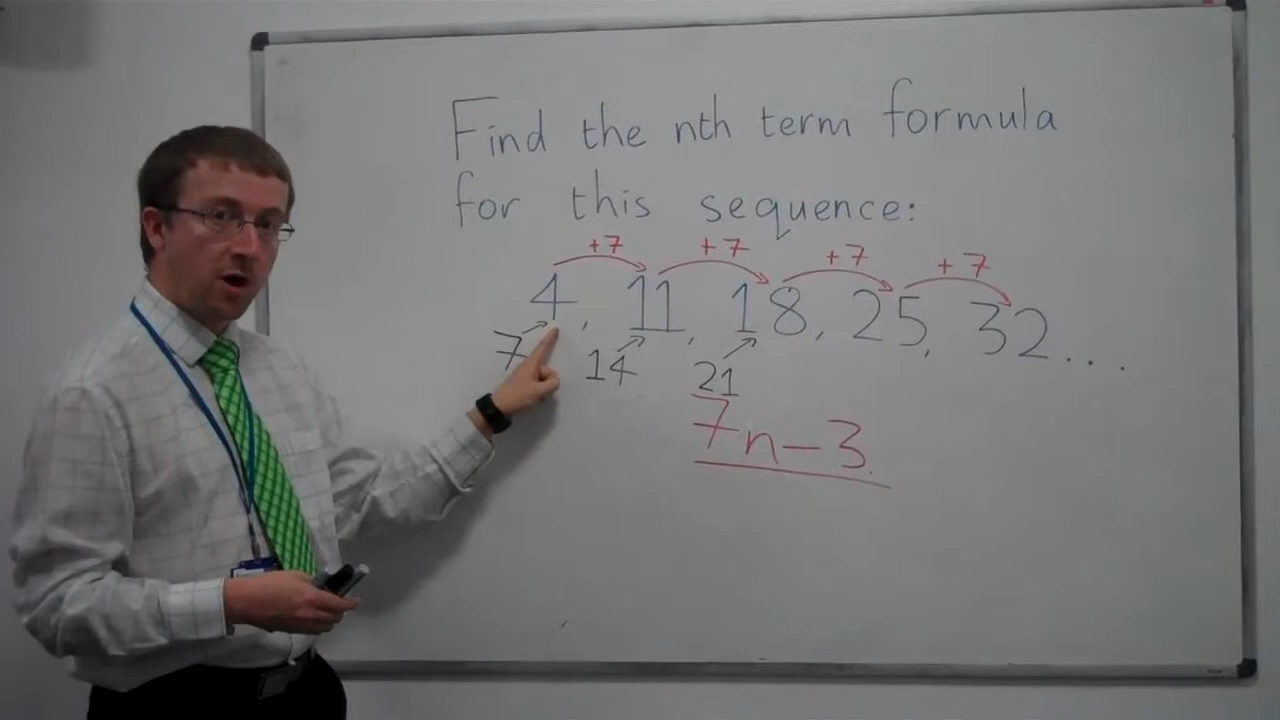 Find the nth term formula
for this sequence:
+7 +7 +7 +7
4, 11, 18, 25, 32 ....
7 14 21
7n-3